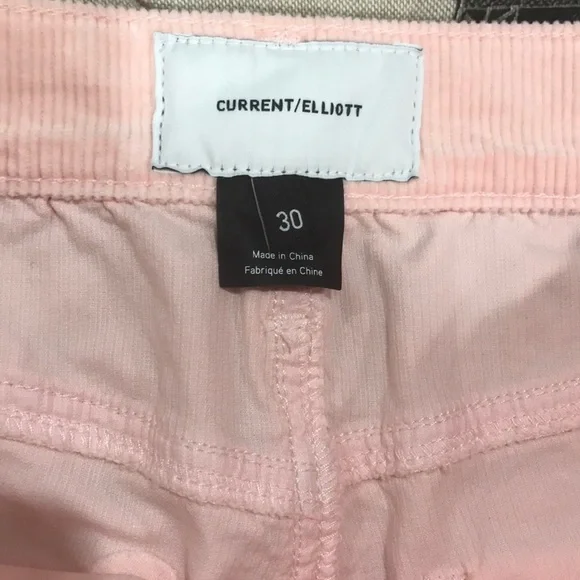 CURRENT/ELLIOTT
30
Made in China
Fabriqué en Chine